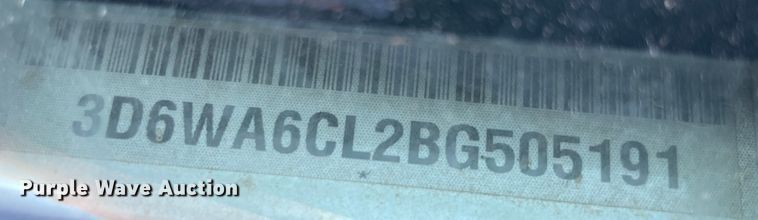 3D6WA6CL2BG505191
*
Purple Wave Auction